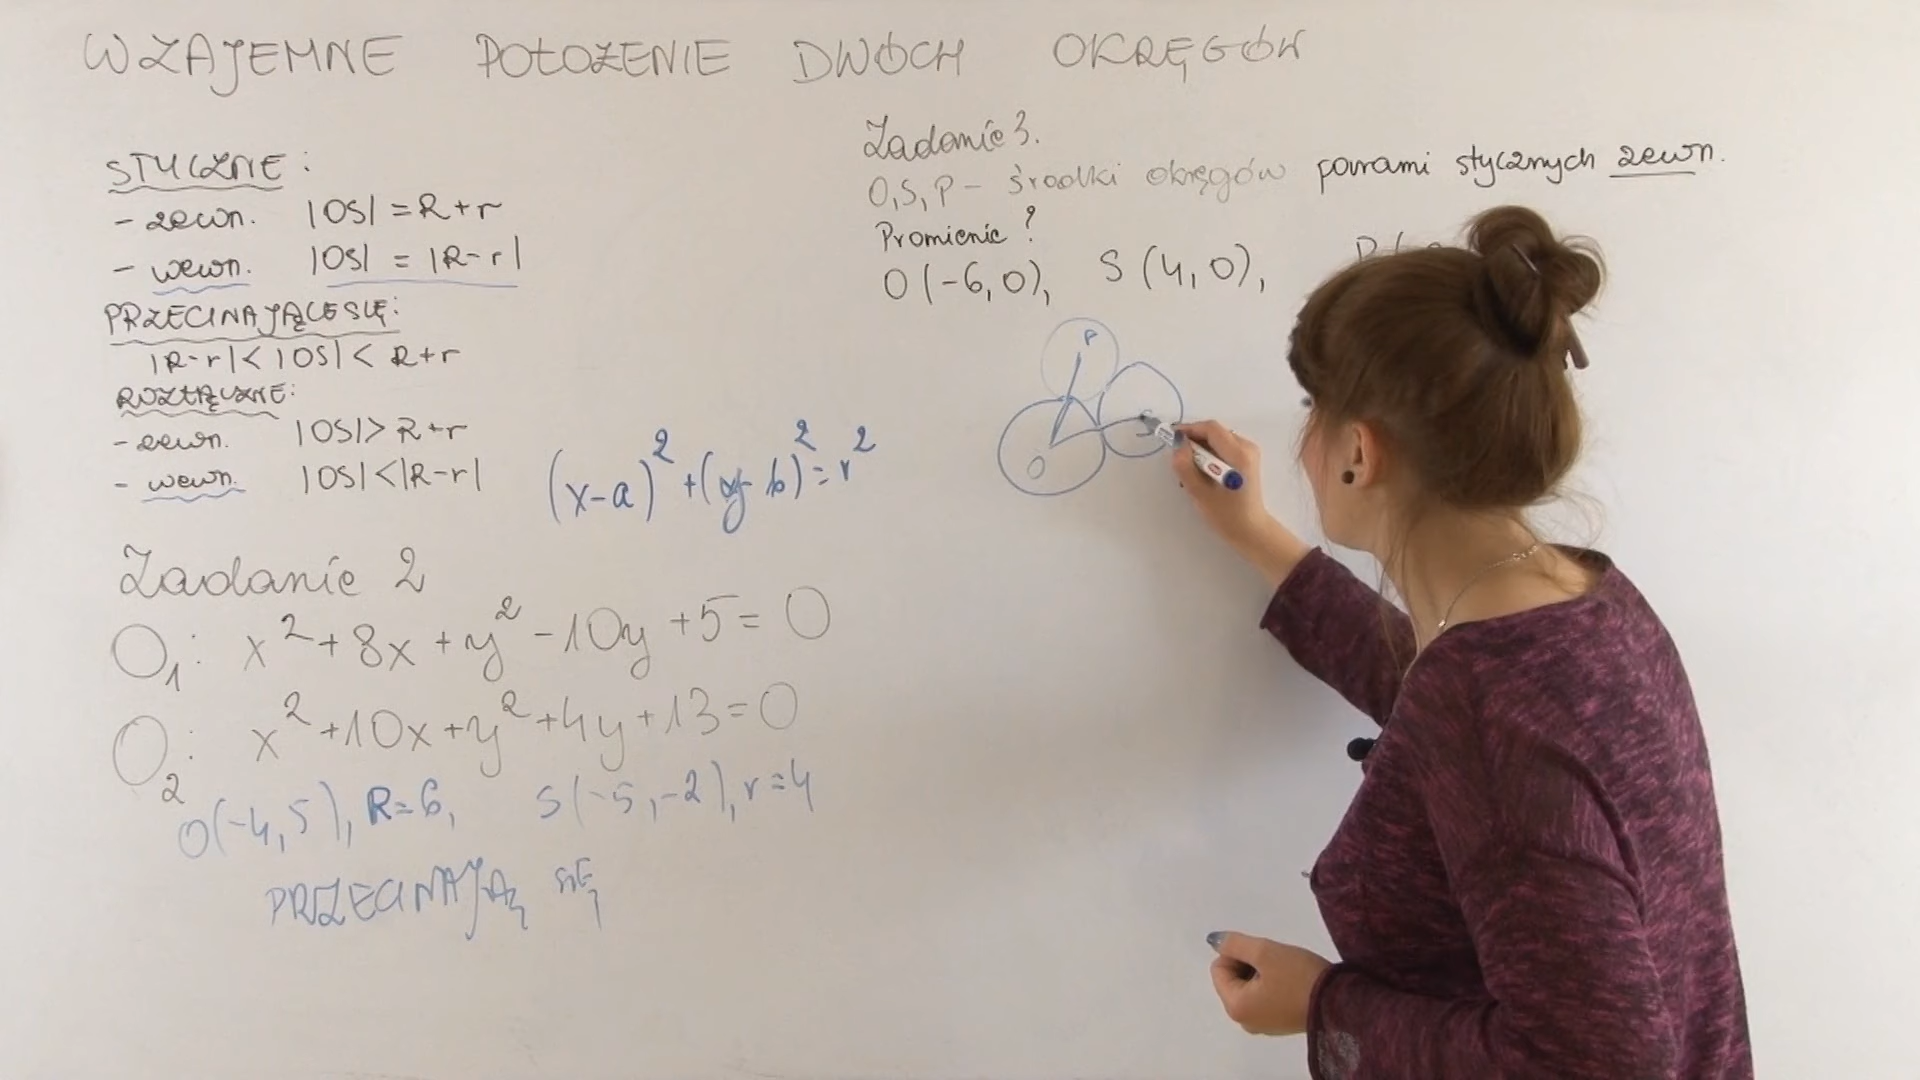 WZAJEMNE POŁOŻENIE DWÓCH OKRĘGÓW
STYCZNE:
- zewn. |OS| = R+r
- wewn. |OS| = |R-r|
PRZECINAJĄCE SIĘ:
|R-r| < |OS| < R+r
ROZŁĄCZNE:
- zewn. |OS| > R+r
- wewn. |OS| < |R-r|
(x-a)² + (y-b)² = r²
Zadanie 2
O₁: x² + 8x + y² - 10y + 5 = 0
O₂: x² + 10x + y² + 4y + 13 = 0
O(-4,5), R=6, S(-5,-2), r=4
PRZECINAJĄ SIĘ
Zadanie 3.
O,S,P - środki okręgów parami stycznych zewn.
Promienie?
O(-6,0), S(4,0), P(
P
O
S